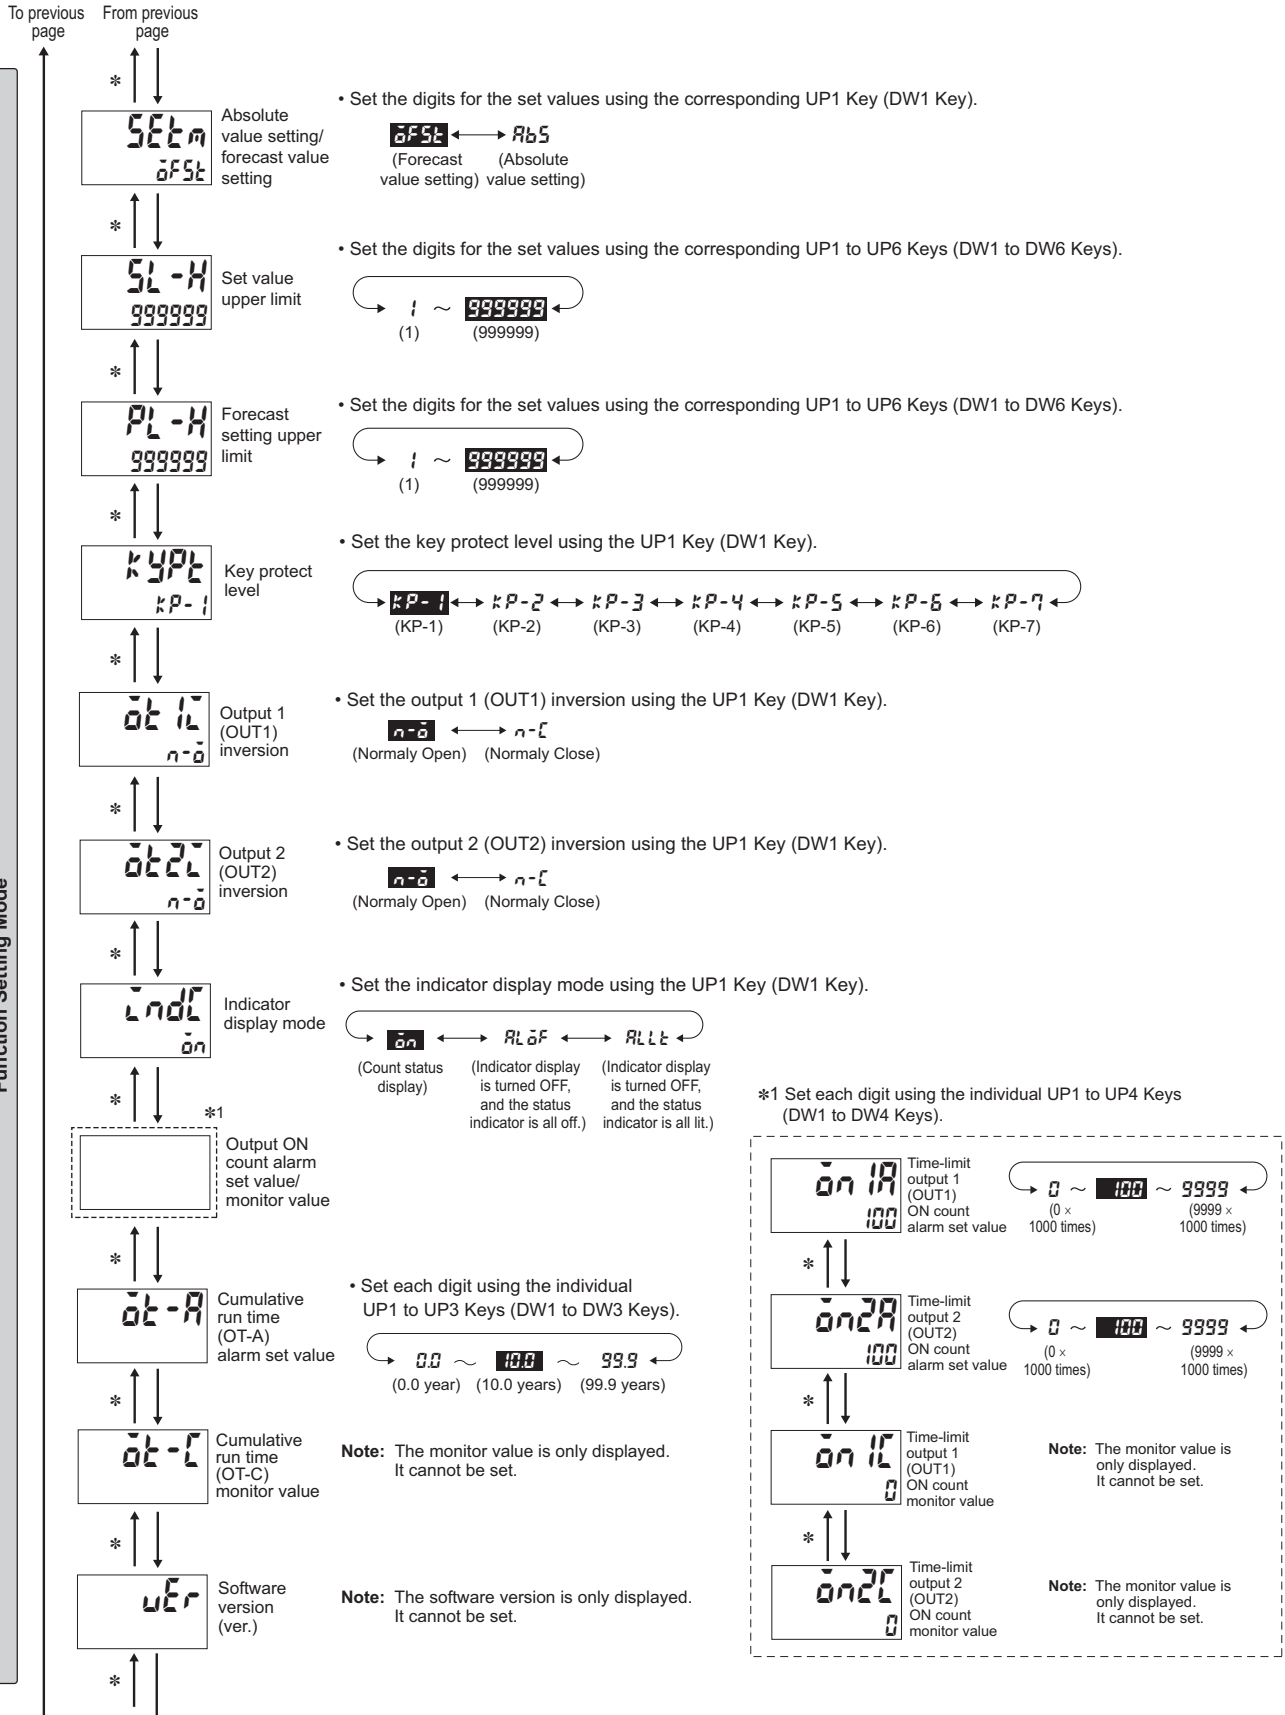 To previous page
From previous page
Function Setting Mode
✻
SEtm
oFSt
Absolute
value setting/
forecast value
setting
• Set the digits for the set values using the corresponding UP1 Key (DW1 Key).
oFSt
AbS
(Forecast
value setting)
(Absolute
value setting)
✻
SL-H
999999
Set value
upper limit
• Set the digits for the set values using the corresponding UP1 to UP6 Keys (DW1 to DW6 Keys).
1 ~ 999999
(1) (999999)
✻
PL-H
999999
Forecast
setting upper
limit
• Set the digits for the set values using the corresponding UP1 to UP6 Keys (DW1 to DW6 Keys).
1 ~ 999999
(1) (999999)
✻
KYPt
KP-1
Key protect
level
• Set the key protect level using the UP1 Key (DW1 Key).
KP-1 KP-2 KP-3 KP-4 KP-5 KP-6 KP-7
(KP-1) (KP-2) (KP-3) (KP-4) (KP-5) (KP-6) (KP-7)
✻
ot1i
n-o
Output 1
(OUT1)
inversion
• Set the output 1 (OUT1) inversion using the UP1 Key (DW1 Key).
n-o n-C
(Normaly Open) (Normaly Close)
✻
ot2i
n-o
Output 2
(OUT2)
inversion
• Set the output 2 (OUT2) inversion using the UP1 Key (DW1 Key).
n-o n-C
(Normaly Open) (Normaly Close)
✻
indC
on
Indicator
display mode
• Set the indicator display mode using the UP1 Key (DW1 Key).
on ALoF ALLt
(Count status
display)
(Indicator display
is turned OFF,
and the status
indicator is all off.)
(Indicator display
is turned OFF,
and the status
indicator is all lit.)
✻
✻1
Output ON
count alarm
set value/
monitor value
✻
ot-A
Cumulative
run time
(OT-A)
alarm set value
• Set each digit using the individual
UP1 to UP3 Keys (DW1 to DW3 Keys).
0.0 ~ 10.0 ~ 99.9
(0.0 year) (10.0 years) (99.9 years)
✻
ot-C
Cumulative
run time
(OT-C)
monitor value
Note: The monitor value is only displayed.
It cannot be set.
✻
vEr
Software
version
(ver.)
Note: The software version is only displayed.
It cannot be set.
✻
✻1 Set each digit using the individual UP1 to UP4 Keys
(DW1 to DW4 Keys).
on1A
100
Time-limit
output 1
(OUT1)
ON count
alarm set value
0 ~ 100 ~ 9999
(0 ×
1000 times)
(9999 ×
1000 times)
✻
on2A
100
Time-limit
output 2
(OUT2)
ON count
alarm set value
0 ~ 100 ~ 9999
(0 ×
1000 times)
(9999 ×
1000 times)
✻
on1C
0
Time-limit
output 1
(OUT1)
ON count
monitor value
Note: The monitor value is
only displayed.
It cannot be set.
✻
on2C
0
Time-limit
output 2
(OUT2)
ON count
monitor value
Note: The monitor value is
only displayed.
It cannot be set.